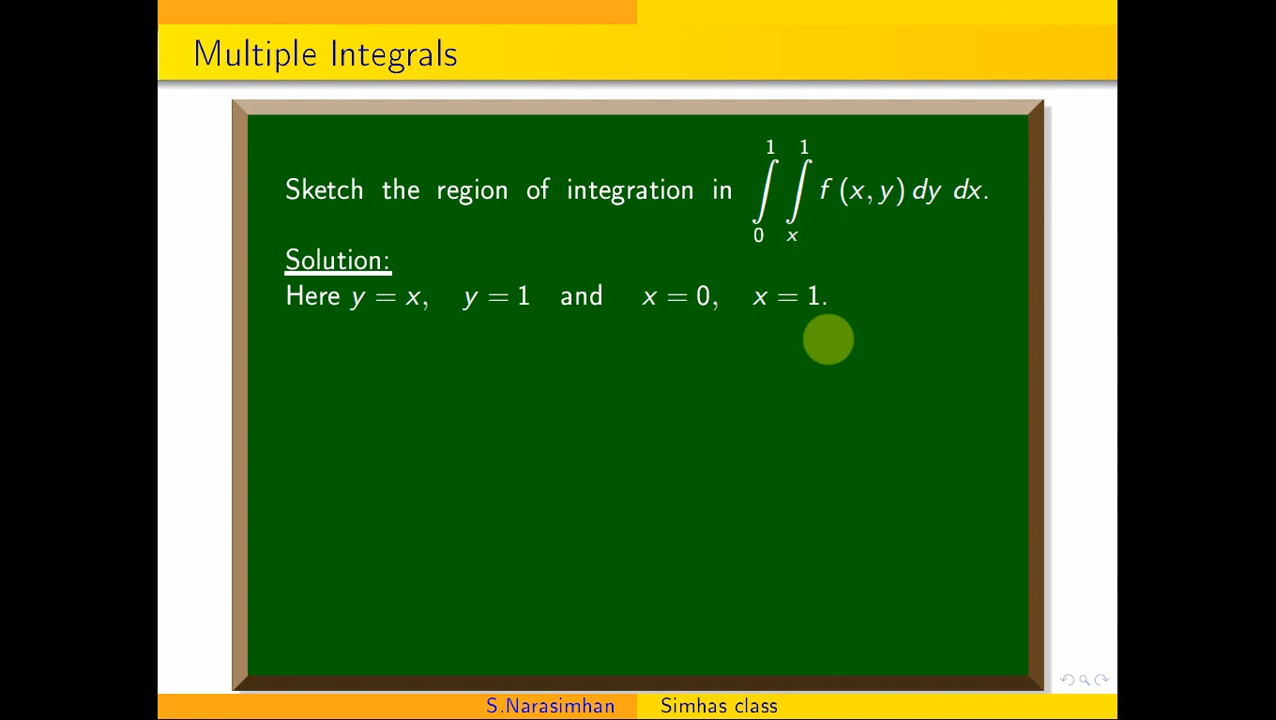 Multiple Integrals
Sketch the region of integration in ∫₀¹ ∫ₓ¹ f (x, y) dy dx.
Solution:
Here y = x, y = 1 and x = 0, x = 1.
S.Narasimhan Simhas class